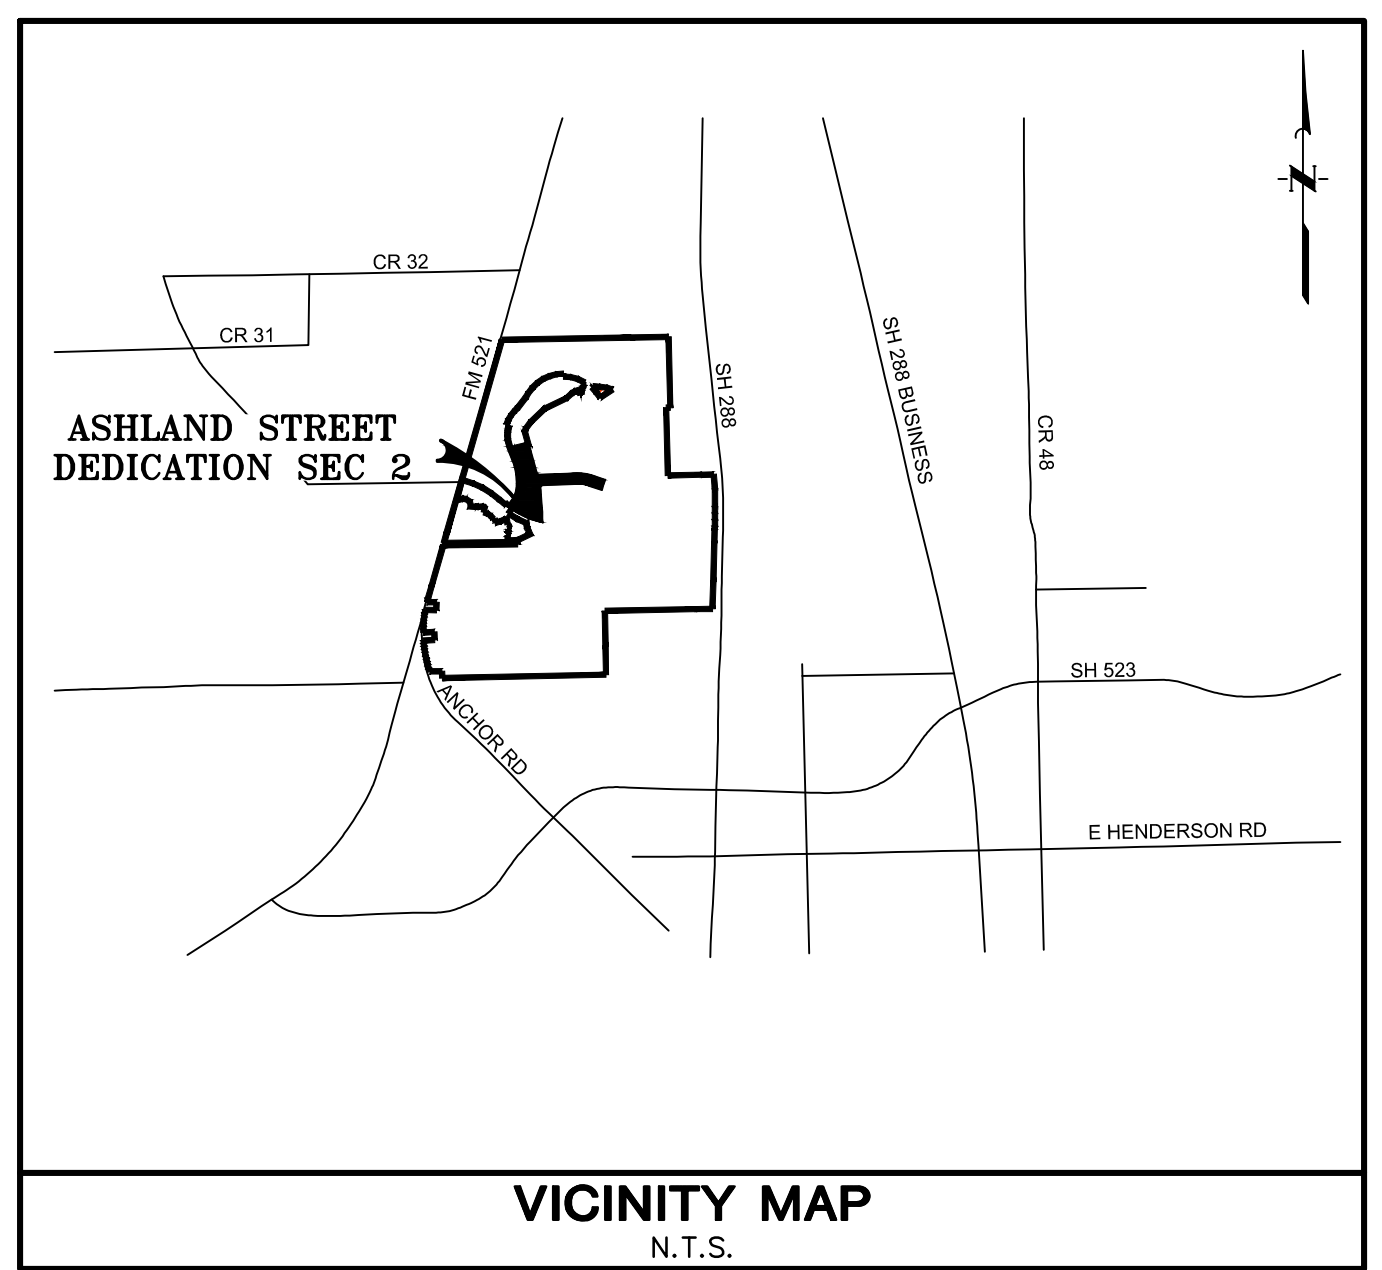 N
CR 32
CR 31
FM 521
SH 288
SH 288 BUSINESS
CR 48
ASHLAND STREET
DEDICATION SEC 2
SH 523
ANCHOR RD
E HENDERSON RD
VICINITY MAP
N.T.S.